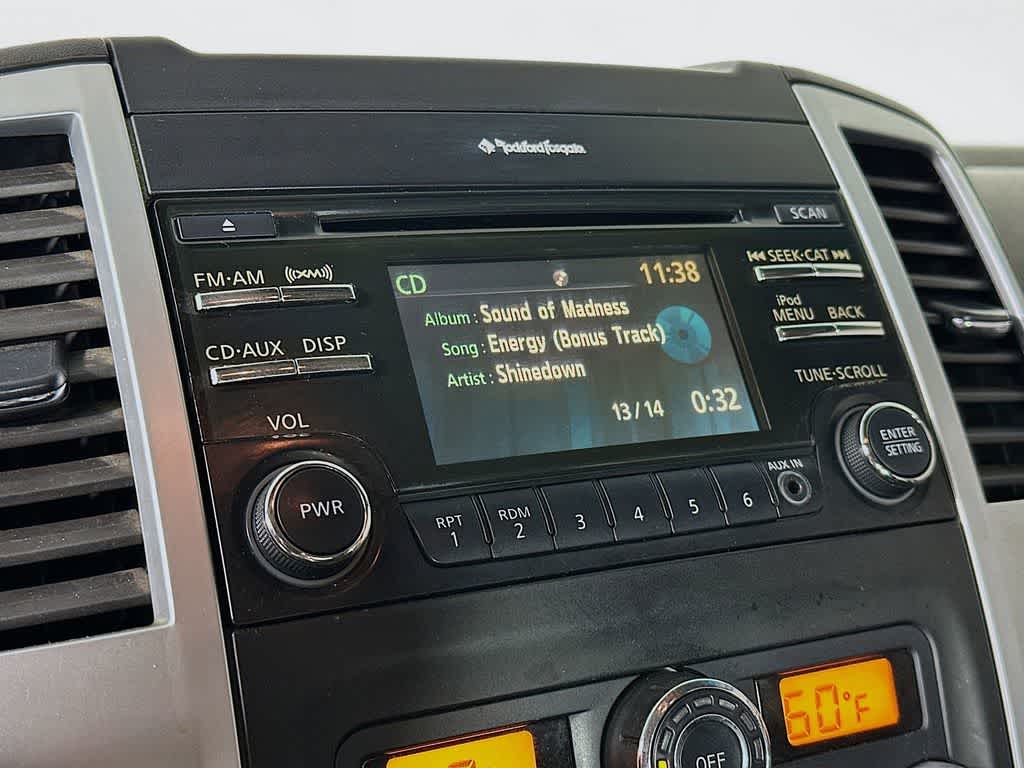 Rockford Fosgate
SCAN
FM·AM ((XM))
CD·AUX DISP
VOL
PWR
CD 11:38
Album : Sound of Madness
Song : Energy (Bonus Track)
Artist : Shinedown
13/14 0:32
SEEK·CAT
iPod
MENU BACK
TUNE·SCROLL
ENTER
SETTING
RPT
1
RDM
2
3
4
5
6
AUX IN
60°F
OFF